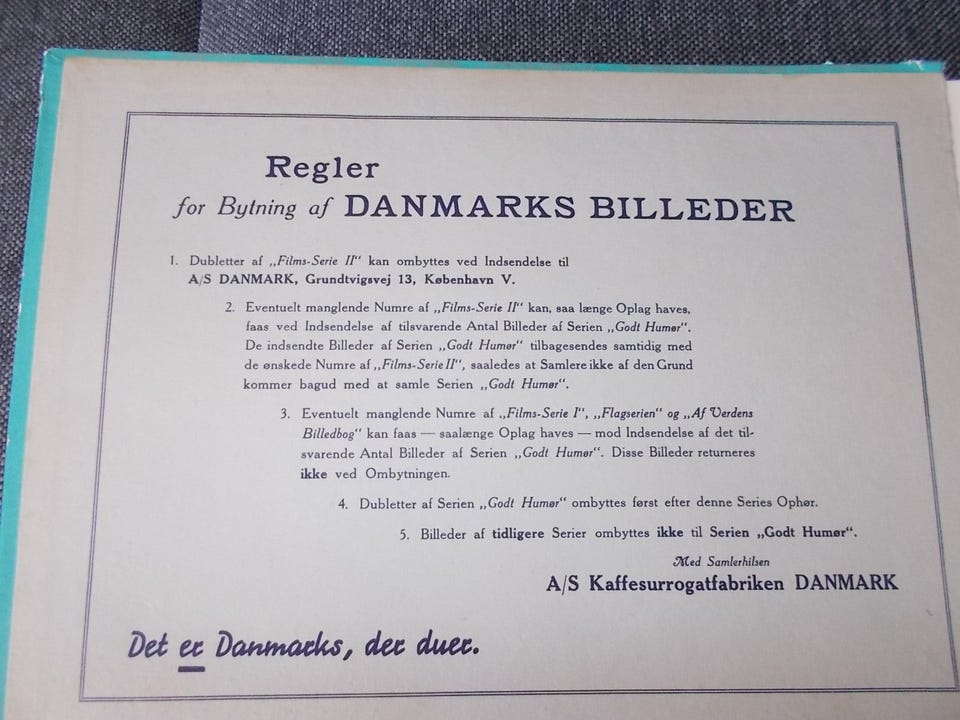 Regler
for Bytning af DANMARKS BILLEDER
1. Dubletter af „Films-Serie II“ kan ombyttes ved Indsendelse til
A/S DANMARK, Grundtvigsvej 13, København V.
2. Eventuelt manglende Numre af „Films-Serie II“ kan, saa længe Oplag haves,
faas ved Indsendelse af tilsvarende Antal Billeder af Serien „Godt Humør“.
De indsendte Billeder af Serien „Godt Humør“ tilbagesendes samtidig med
de ønskede Numre af „Films-Serie II“, saaledes at Samlere ikke af den Grund
kommer bagud med at samle Serien „Godt Humør“.
3. Eventuelt manglende Numre af „Films-Serie I“, „Flagserien“ og „Af Verdens
Billedbog“ kan faas — saalænge Oplag haves — mod Indsendelse af det til-
svarende Antal Billeder af Serien „Godt Humør“. Disse Billeder returneres
ikke ved Ombytningen.
4. Dubletter af Serien „Godt Humør“ ombyttes først efter denne Series Ophør.
5. Billeder af tidligere Serier ombyttes ikke til Serien „Godt Humør“.
Med Samlerhilsen
A/S Kaffesurrogatfabriken DANMARK
Det er Danmarks, der duer.